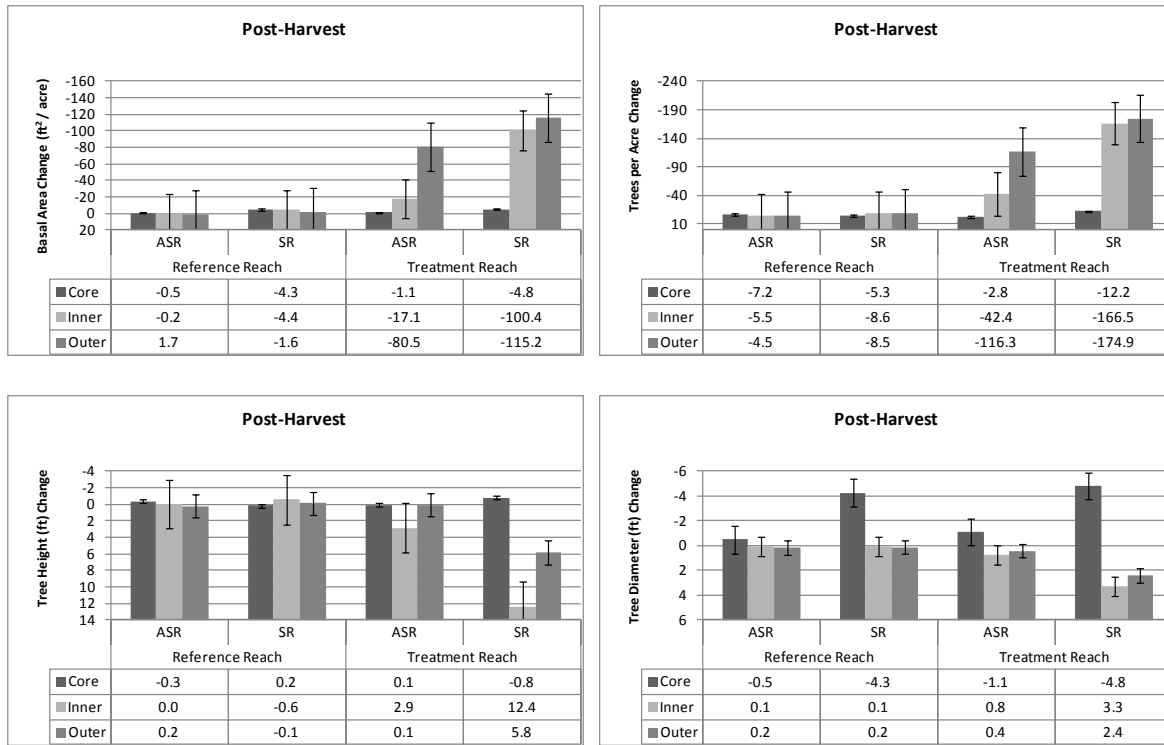 Post-Harvest
Basal Area Change (ft² / acre)
-160
-140
-120
-100
-80
-60
-40
-20
0
20
ASR SR ASR SR
Reference Reach Treatment Reach
Core -0.5 -4.3 -1.1 -4.8
Inner -0.2 -4.4 -17.1 -100.4
Outer 1.7 -1.6 -80.5 -115.2
Post-Harvest
Trees per Acre Change
-240
-190
-140
-90
-40
10
ASR SR ASR SR
Reference Reach Treatment Reach
Core -7.2 -5.3 -2.8 -12.2
Inner -5.5 -8.6 -42.4 -166.5
Outer -4.5 -8.5 -116.3 -174.9
Post-Harvest
Tree Height (ft) Change
-4
-2
0
2
4
6
8
10
12
14
ASR SR ASR SR
Reference Reach Treatment Reach
Core -0.3 0.2 0.1 -0.8
Inner 0.0 -0.6 2.9 12.4
Outer 0.2 -0.1 0.1 5.8
Post-Harvest
Tree Diameter (ft) Change
-6
-4
-2
0
2
4
6
ASR SR ASR SR
Reference Reach Treatment Reach
Core -0.5 -4.3 -1.1 -4.8
Inner 0.1 0.1 0.8 3.3
Outer 0.2 0.2 0.4 2.4